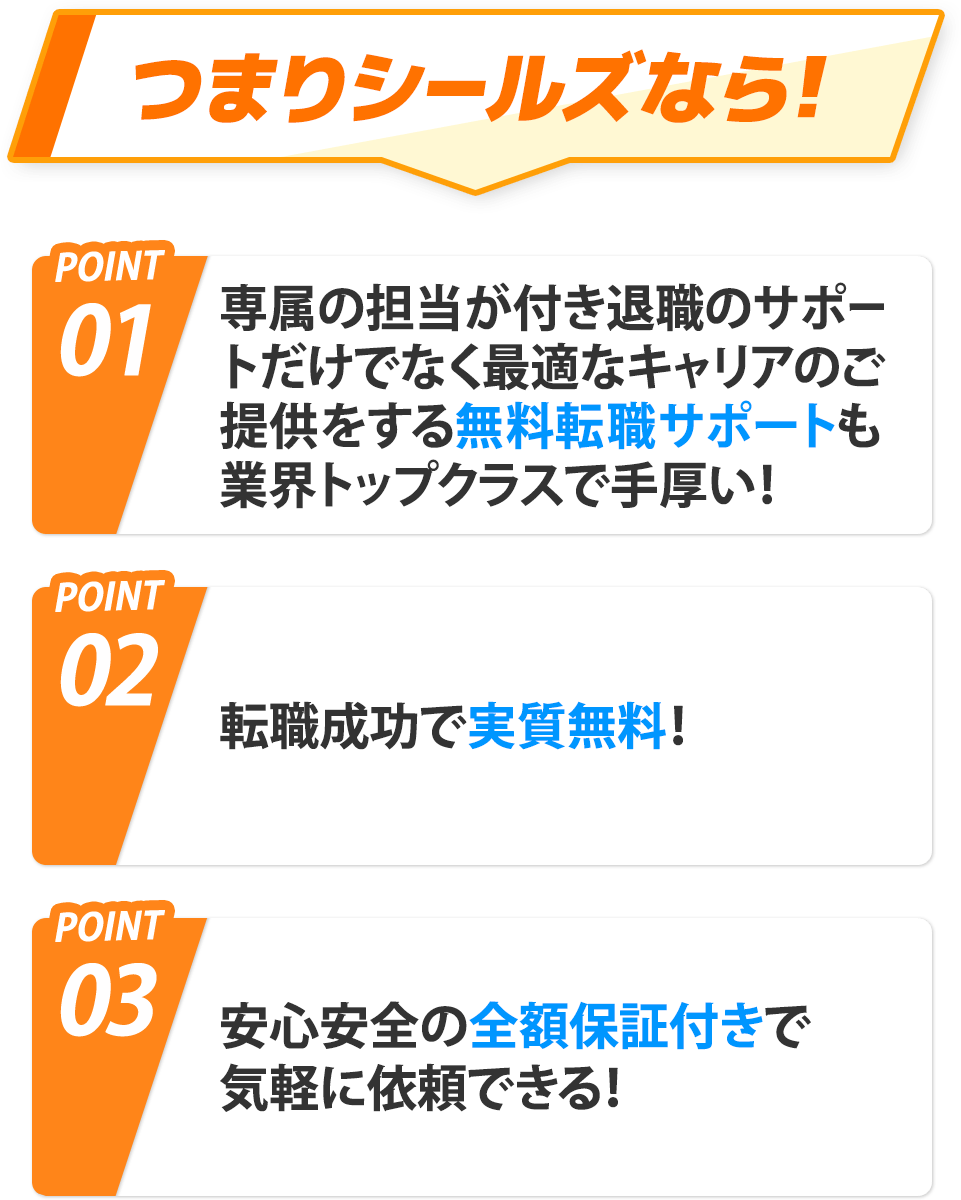 つまりシールズなら!
POINT
01
専属の担当が付き退職のサポー
トだけでなく最適なキャリアのご
提供をする無料転職サポートも
業界トップクラスで手厚い!
POINT
02
転職成功で実質無料!
POINT
03
安心安全の全額保証付きで
気軽に依頼できる!